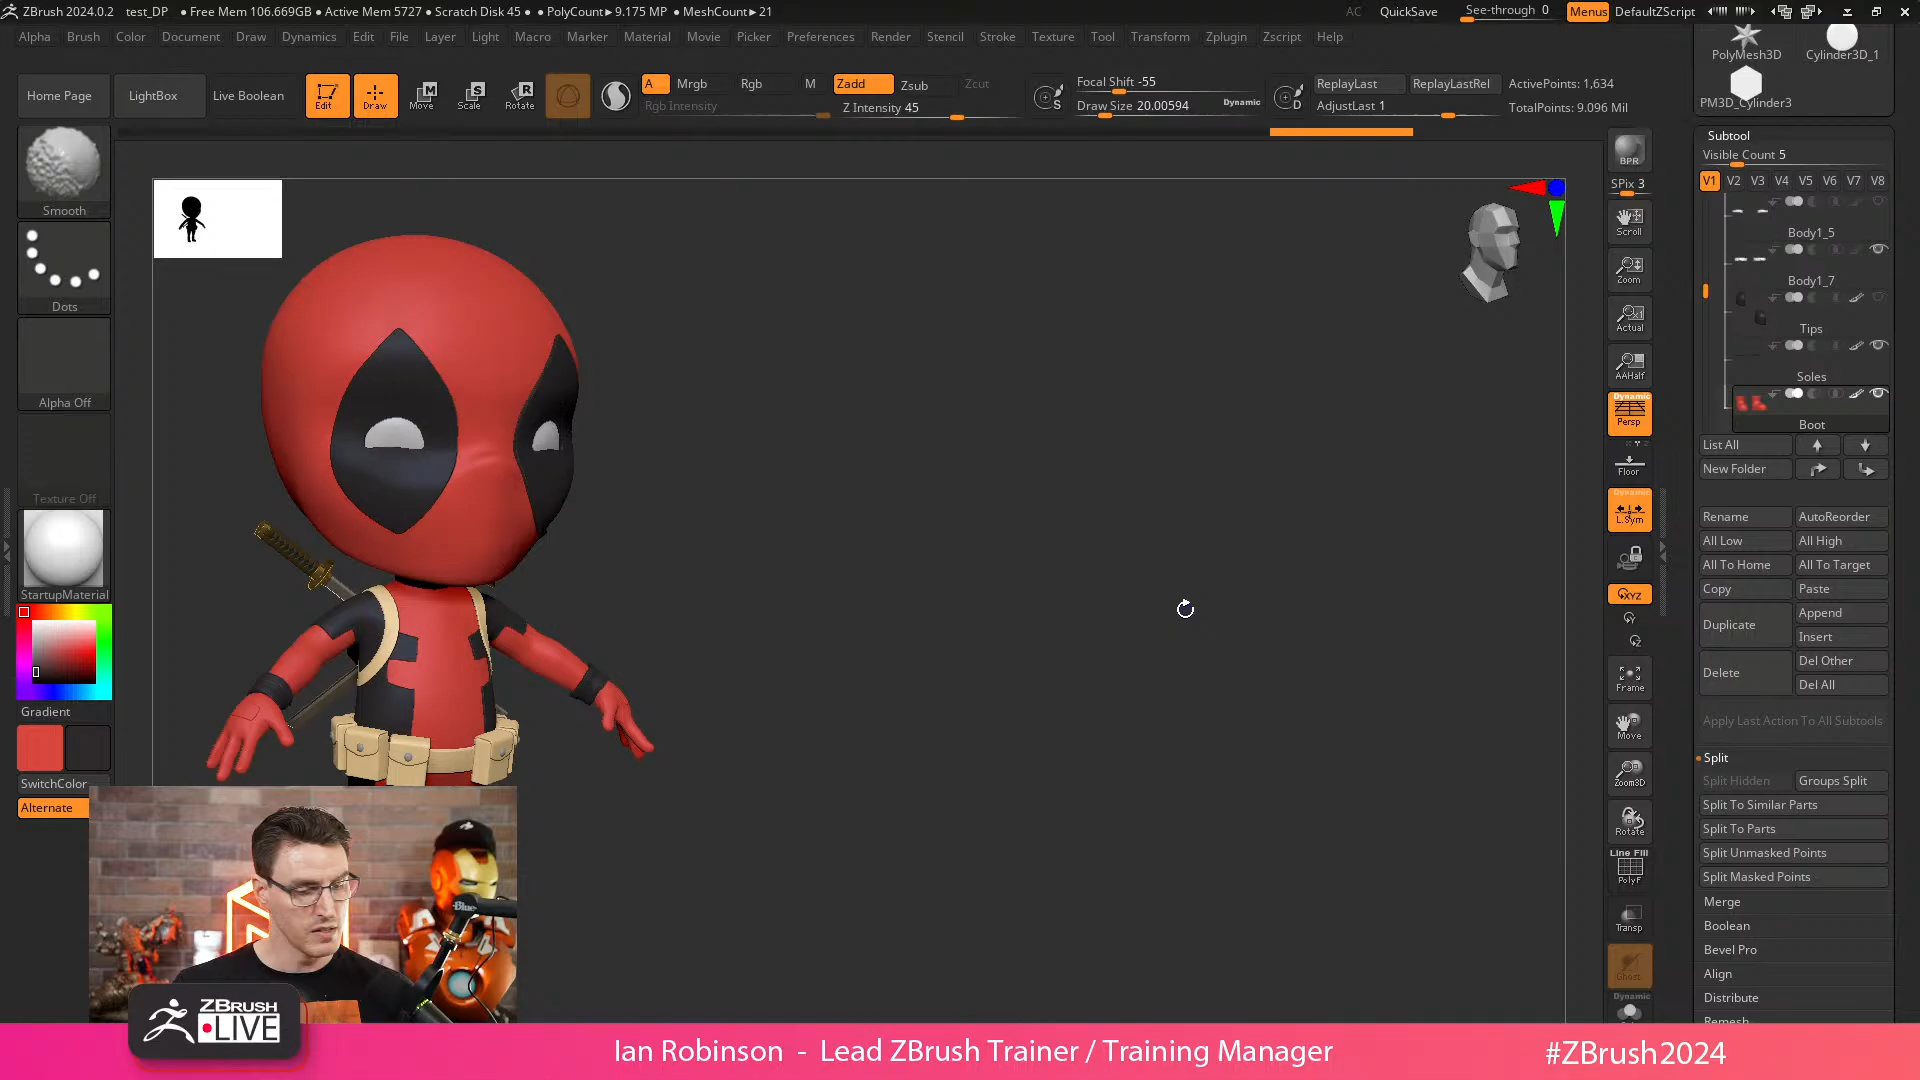 ZBrush 2024.0.2 test_DP • Free Mem 106.669GB • Active Mem 5727 • Scratch Disk 45 • • PolyCount► 9.175 MP • MeshCount► 21
AC QuickSave See-through 0 Menus DefaultZScript
Alpha Brush Color Document Draw Dynamics Edit File Layer Light Macro Marker Material Movie Picker Preferences Render Stencil Stroke Texture Tool Transform Zplugin Zscript Help
PolyMesh3D Cylinder3D_1
PM3D_Cylinder3
Home Page LightBox Live Boolean Edit Draw Move Scale Rotate
A Mrgb Rgb M Zadd Zsub Zcut
Rgb Intensity Z Intensity 45
Focal Shift -55
Draw Size 20.00594 Dynamic
S D
ReplayLast ReplayLastRel ActivePoints: 1,634
AdjustLast 1 TotalPoints: 9.096 Mil
Smooth
Dots
Alpha Off
Texture Off
StartupMaterial
Gradient
SwitchColor
Alternate
BPR
SPix 3
Scroll
Zoom
Actual
AAHalf
Dynamic
Persp
Floor
Dynamic
L.Sym
XYZ
Frame
Move
Zoom3D
Rotate
Line Fill
PolyF
Transp
Ghost
Dynamic
Subtool
Visible Count 5
V1 V2 V3 V4 V5 V6 V7 V8
Body1_5
Body1_7
Tips
Soles
Boot
List All
New Folder
Rename AutoReorder
All Low All High
All To Home All To Target
Copy Paste
Duplicate Append
Insert
Delete Del Other
Del All
Apply Last Action To All Subtools
Split
Split Hidden Groups Split
Split To Similar Parts
Split To Parts
Split Unmasked Points
Split Masked Points
Merge
Boolean
Bevel Pro
Align
Distribute
Remesh
Blue
ZBRUSH
LIVE
Ian Robinson - Lead ZBrush Trainer / Training Manager
#ZBrush2024